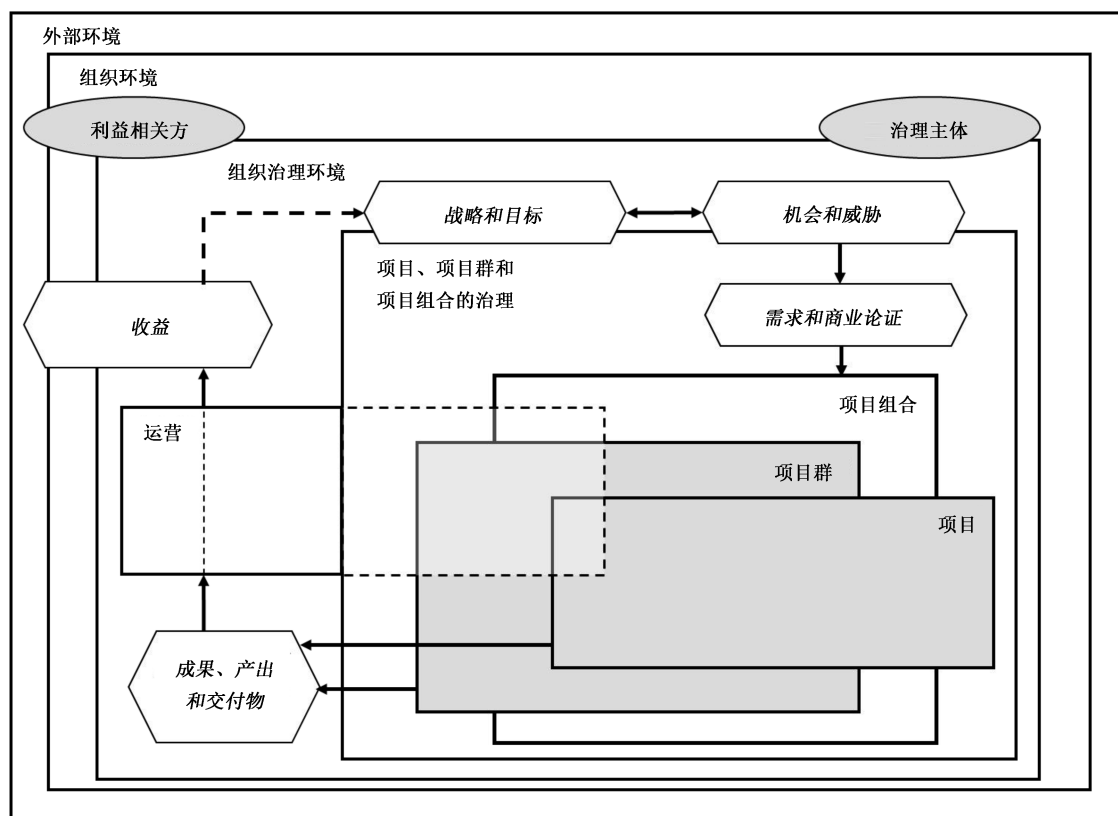 外部环境
组织环境
利益相关方
治理主体
组织治理环境
战略和目标
机会和威胁
项目、项目群和
项目组合的治理
需求和商业论证
收益
项目组合
运营
项目群
项目
成果、产出
和交付物